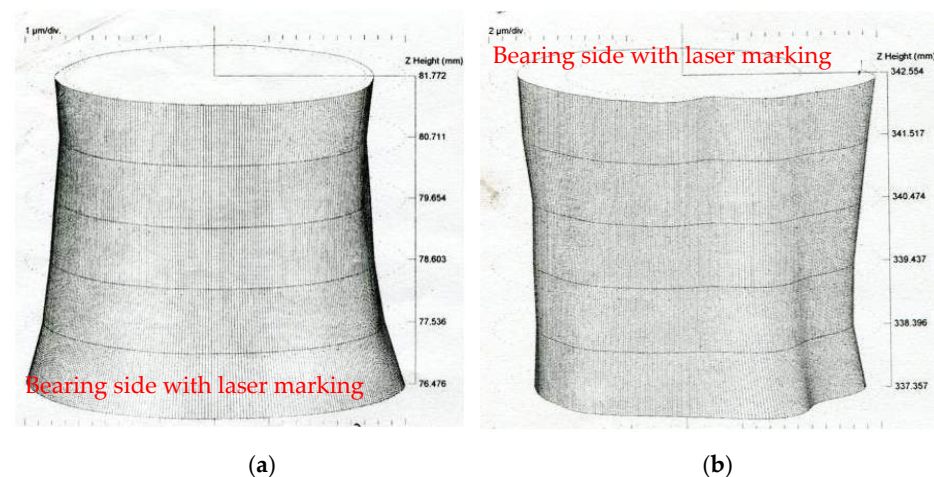 1 µm/div.
Z Height (mm)
81.772
80.711
79.654
78.603
77.536
76.476
Bearing side with laser marking
(a)
2 µm/div.
Bearing side with laser marking
Z Height (mm)
342.554
341.517
340.474
339.437
338.396
337.357
(b)